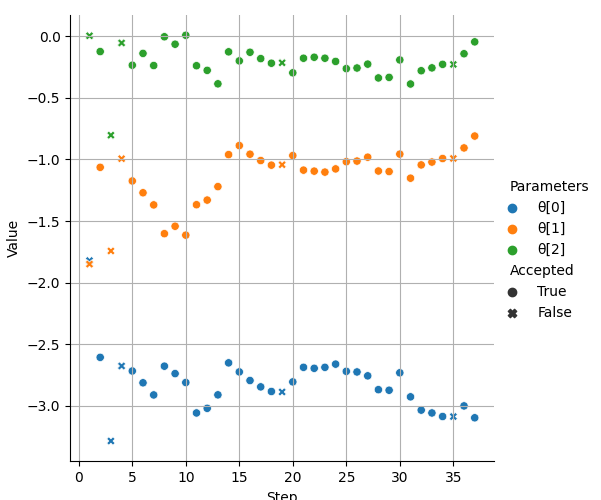 0.0
−0.5
−1.0
−1.5
−2.0
−2.5
−3.0
Value
0 5 10 15 20 25 30 35
Step
Parameters
θ[0]
θ[1]
θ[2]
Accepted
True
False